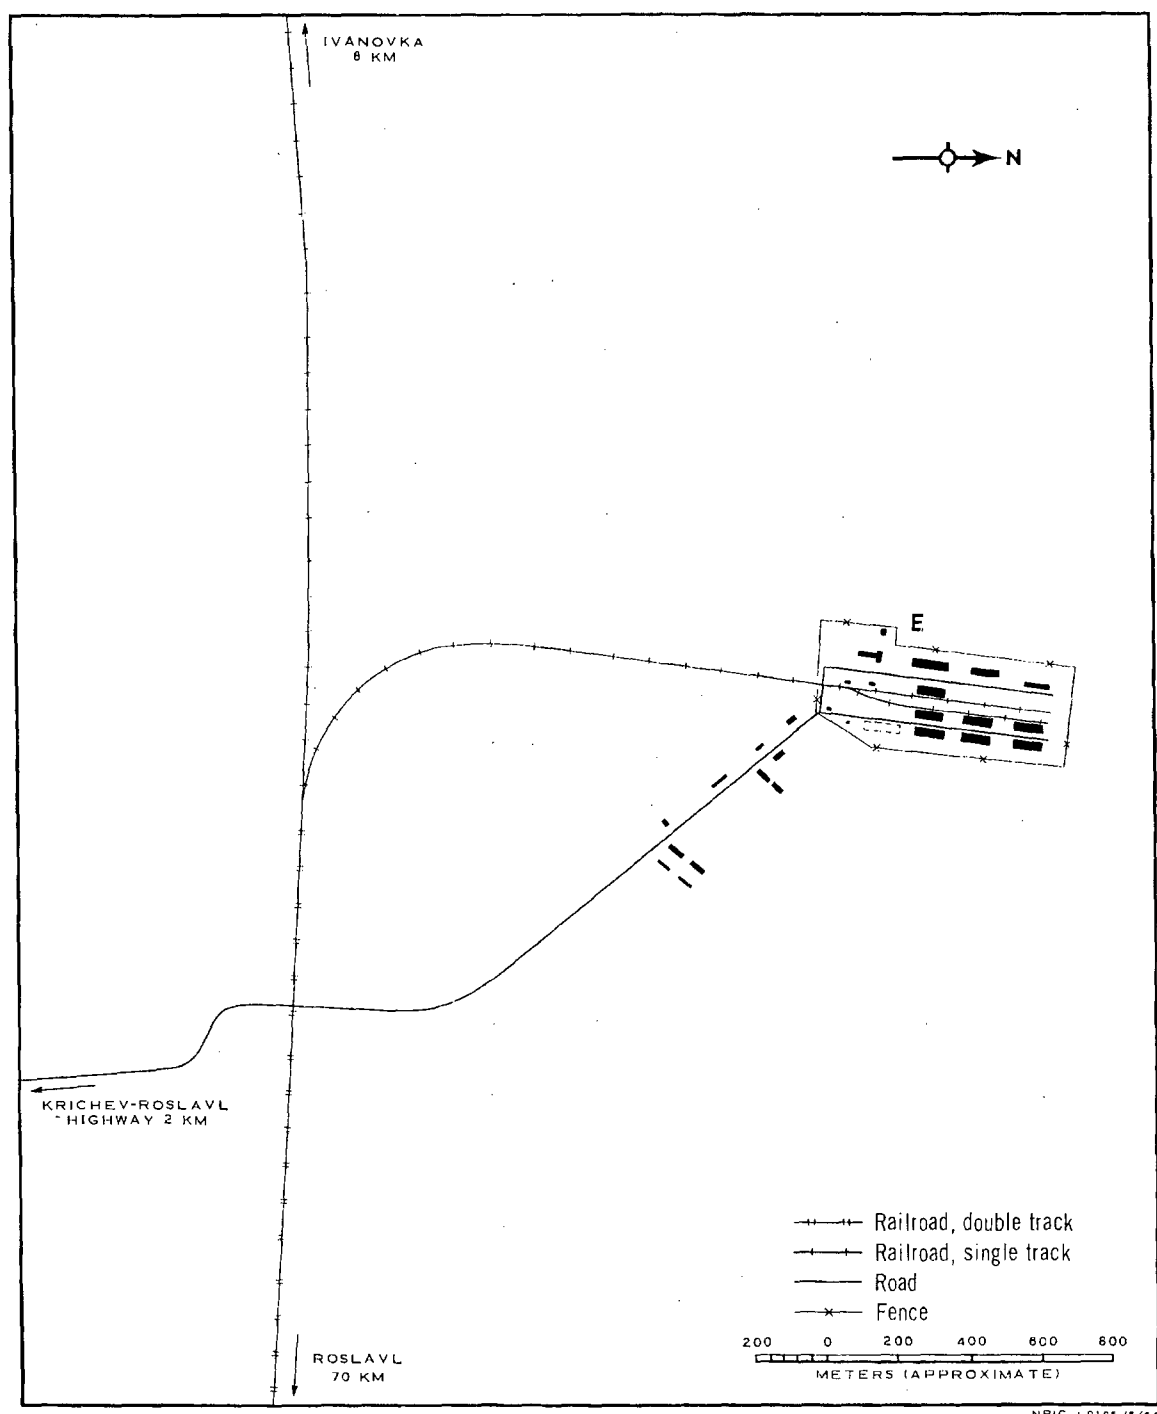 IVANOVKA
8 KM
N
E
KRICHEV-ROSLAVL
HIGHWAY 2 KM
Railroad, double track
Railroad, single track
Road
Fence
200 0 200 400 600 800
METERS (APPROXIMATE)
ROSLAVL
70 KM
NPIC